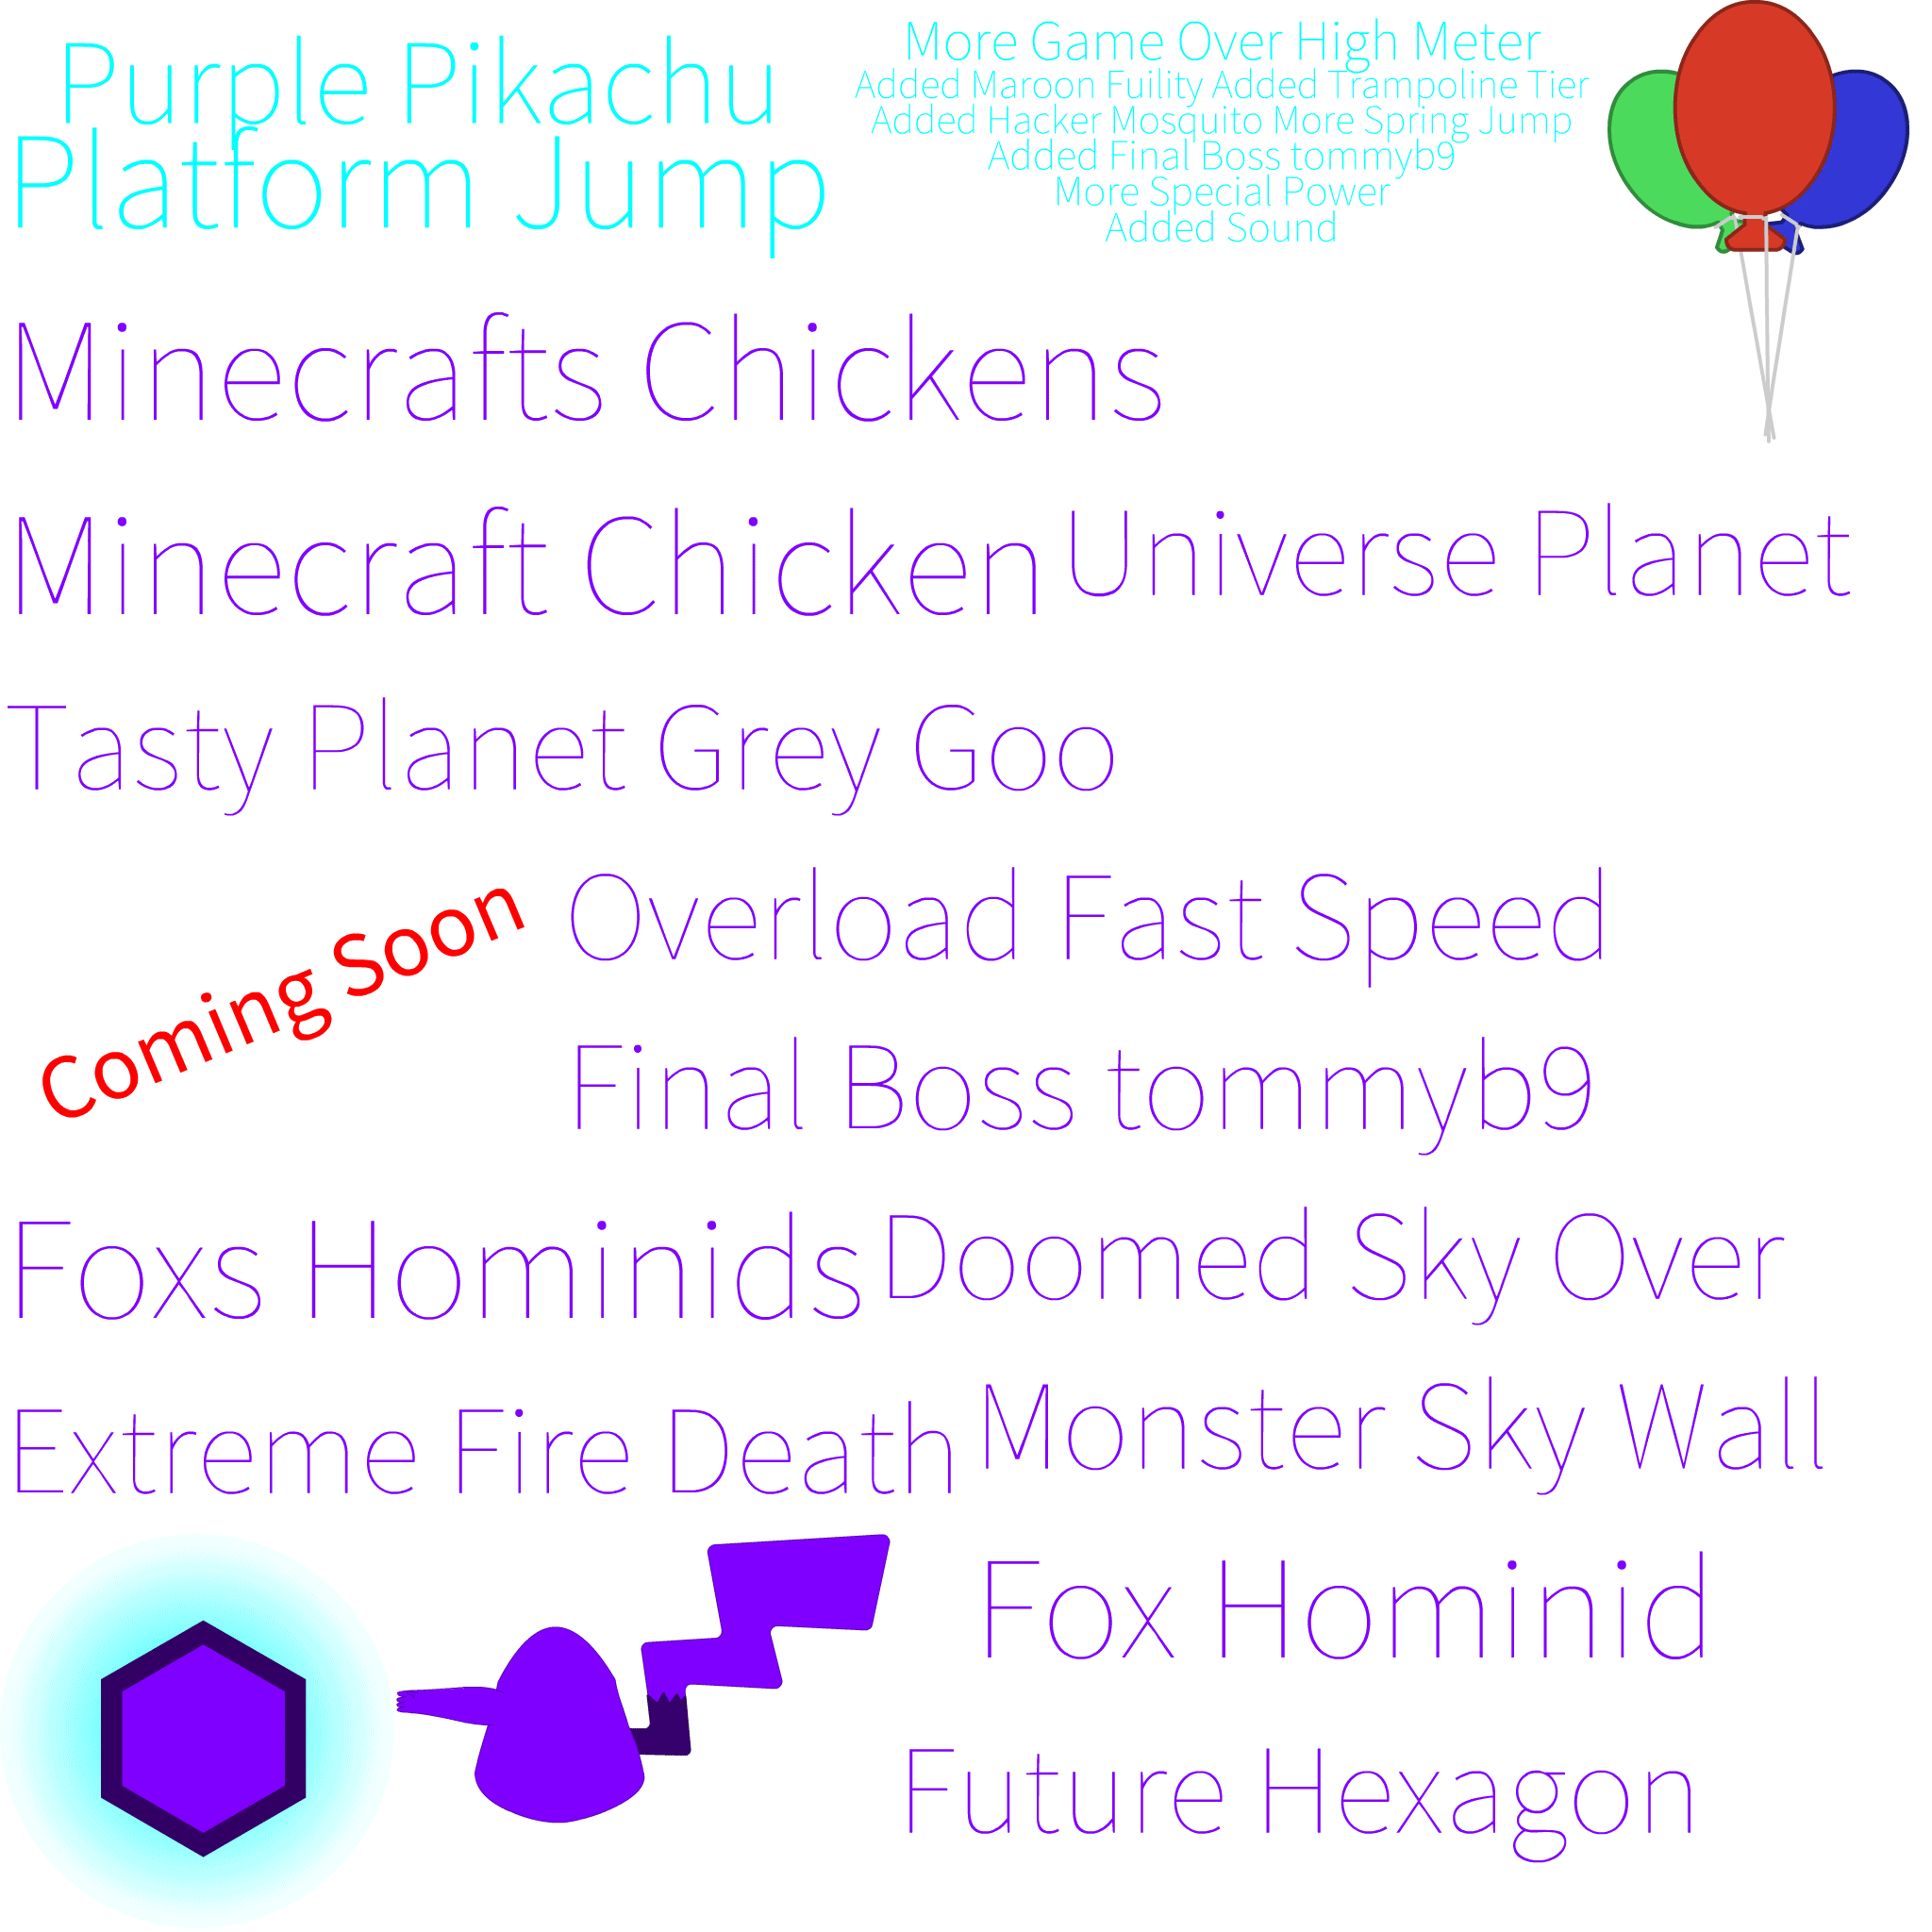 Purple Pikachu
Platform Jump
More Game Over High Meter
Added Maroon Fuility Added Trampoline Tier
Added Hacker Mosquito More Spring Jump
Added Final Boss tommyb9
More Special Power
Added Sound
Minecrafts Chickens
Minecraft Chicken
Universe Planet
Tasty Planet Grey Goo
Coming Soon
Overload Fast Speed
Final Boss tommyb9
Foxs Hominids
Doomed Sky Over
Extreme Fire Death
Monster Sky Wall
Fox Hominid
Future Hexagon